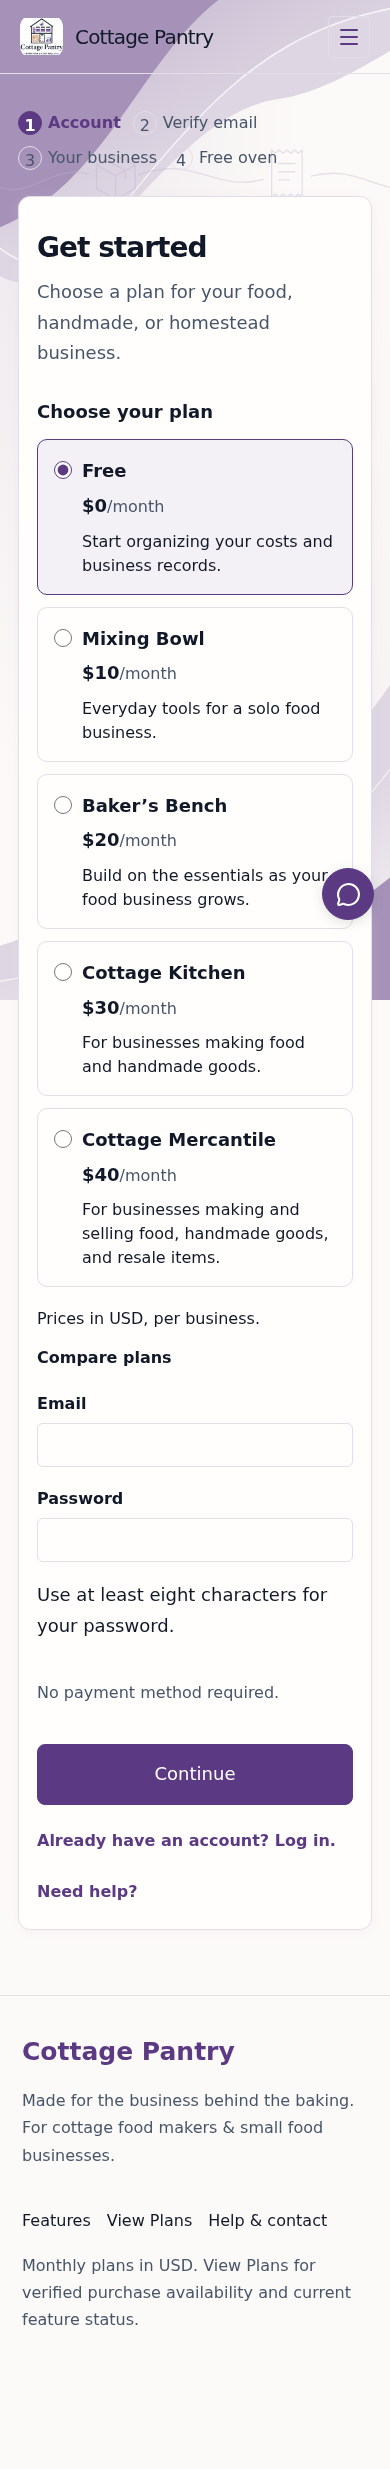 Cottage Pantry
Cottage Pantry
1 Account 2 Verify email
3 Your business 4 Free oven
Get started
Choose a plan for your food,
handmade, or homestead
business.
Choose your plan
Free
$0/month
Start organizing your costs and
business records.
Mixing Bowl
$10/month
Everyday tools for a solo food
business.
Baker’s Bench
$20/month
Build on the essentials as your
food business grows.
Cottage Kitchen
$30/month
For businesses making food
and handmade goods.
Cottage Mercantile
$40/month
For businesses making and
selling food, handmade goods,
and resale items.
Prices in USD, per business.
Compare plans
Email
Password
Use at least eight characters for
your password.
No payment method required.
Continue
Already have an account? Log in.
Need help?
Cottage Pantry
Made for the business behind the baking.
For cottage food makers & small food
businesses.
Features View Plans Help & contact
Monthly plans in USD. View Plans for
verified purchase availability and current
feature status.